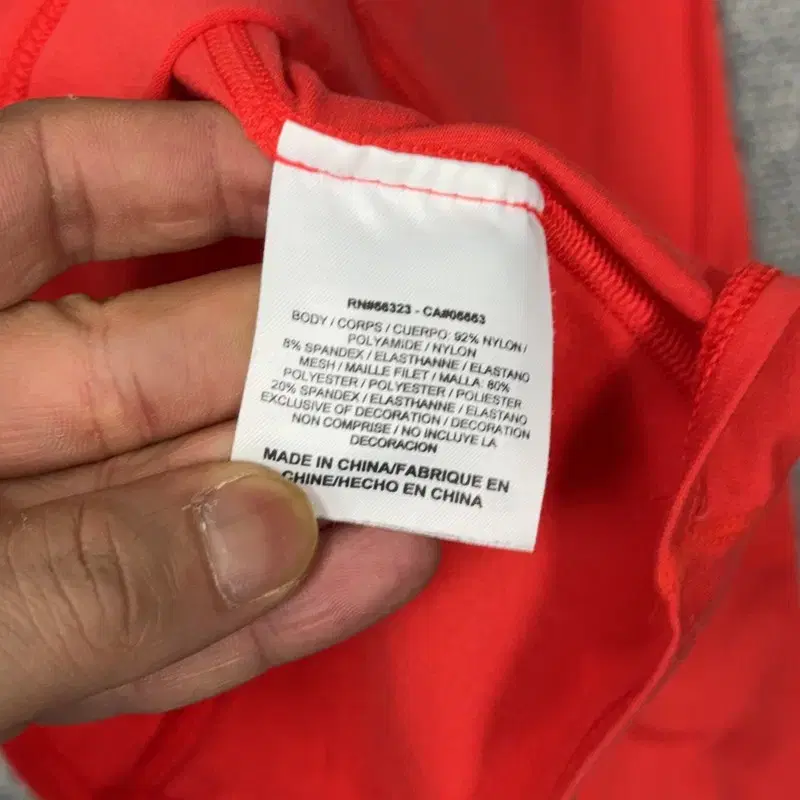 RN#56323 - CA#05553
BODY / CORPS / CUERPO: 92% NYLON /
POLYAMIDE / NYLON
8% SPANDEX / ELASTHANNE / ELASTANO
MESH / MAILLE FILET / MALLA: 80%
POLYESTER / POLYESTER / POLIESTER
20% SPANDEX / ELASTHANNE / ELASTANO
EXCLUSIVE OF DECORATION / DECORATION
NON COMPRISE / NO INCLUYE LA
DECORACION
MADE IN CHINA/FABRIQUE EN
CHINE/HECHO EN CHINA